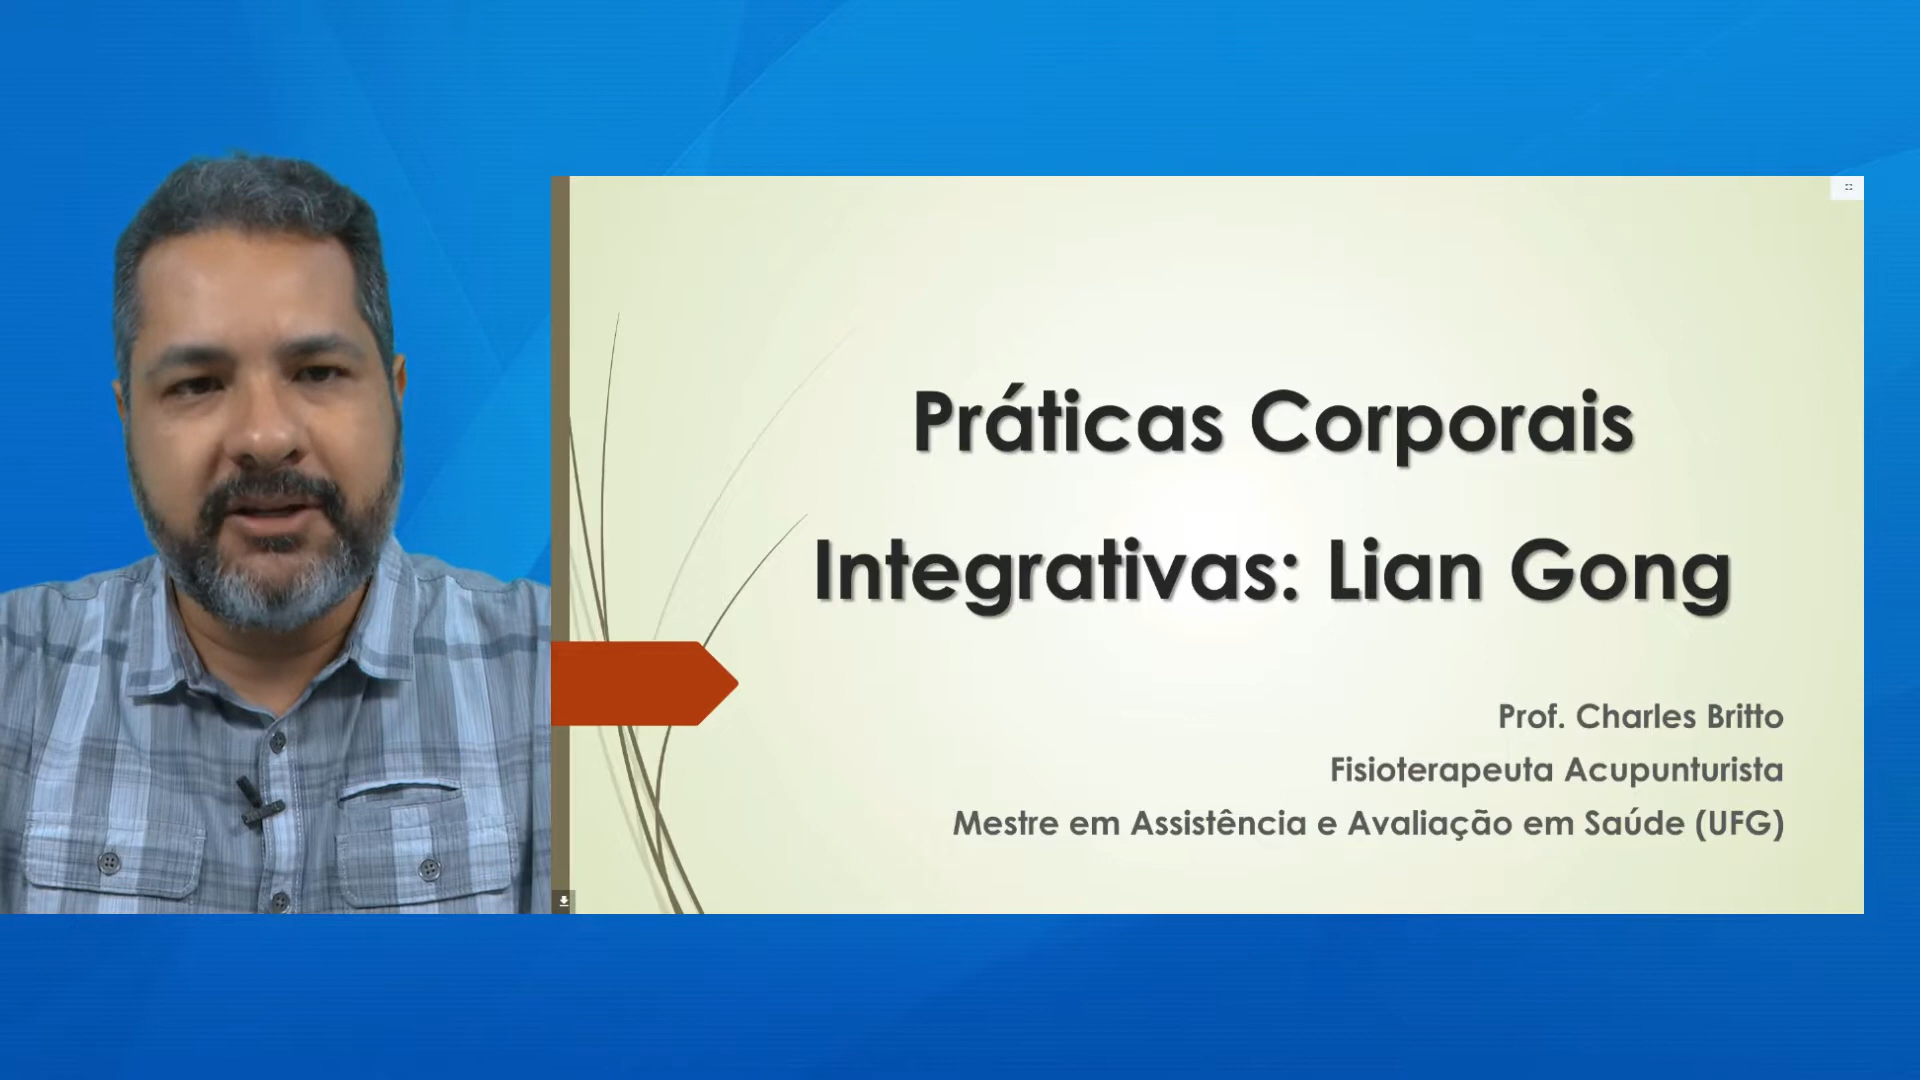 Práticas Corporais
Integrativas: Lian Gong
Prof. Charles Britto
Fisioterapeuta Acupunturista
Mestre em Assistência e Avaliação em Saúde (UFG)